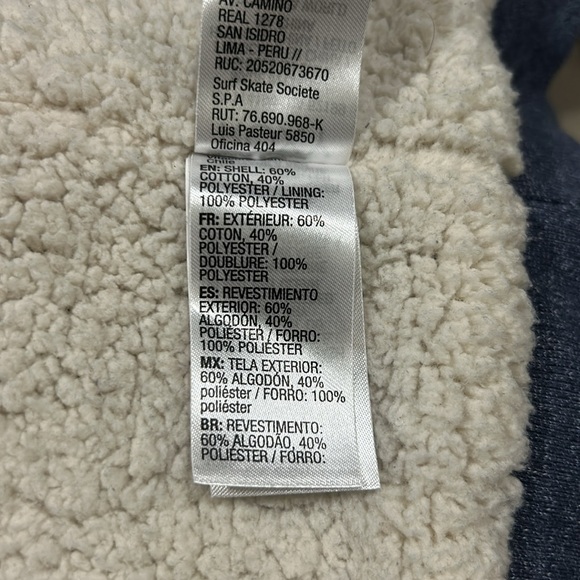 AV. CAMINO
REAL 1278
SAN ISIDRO
LIMA - PERU //
RUC: 20520673670
Surf Skate Societe
S.P.A
RUT: 76.690.968-K
Luis Pasteur 5850
Oficina 404
Chile
EN: SHELL: 60%
COTTON, 40%
POLYESTER / LINING:
100% POLYESTER
FR: EXTÉRIEUR: 60%
COTON, 40%
POLYESTER /
DOUBLURE: 100%
POLYESTER
ES: REVESTIMIENTO
EXTERIOR: 60%
ALGODÓN, 40%
POLIÉSTER / FORRO:
100% POLIÉSTER
MX: TELA EXTERIOR:
60% ALGODÓN, 40%
poliéster / FORRO: 100%
poliéster
BR: REVESTIMENTO:
60% ALGODÃO, 40%
POLIÉSTER / FORRO: